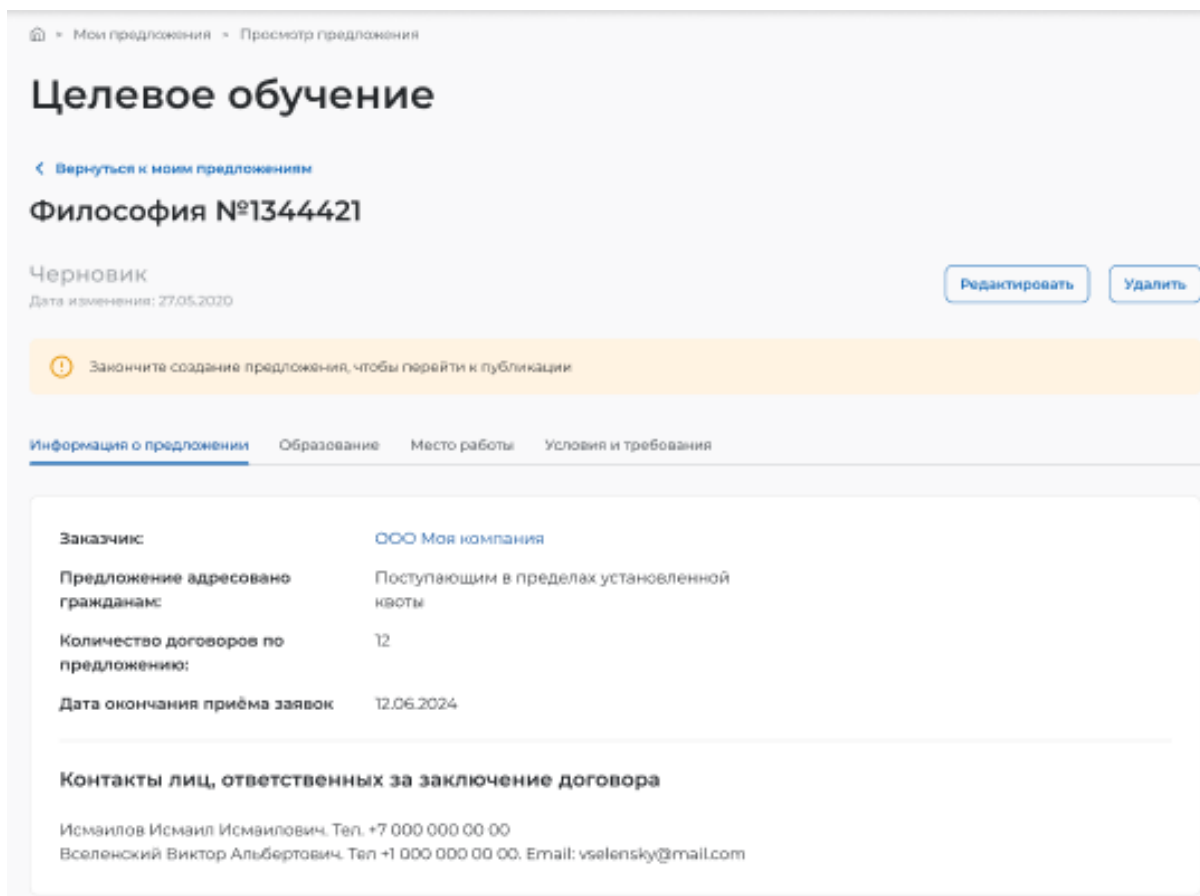 Мои предложения • Просмотр предложения
Целевое обучение
Вернуться к моим предложениям
Философия №1344421
Черновик
Дата изменения: 27.05.2020
Редактировать Удалить
Закончите создание предложения, чтобы перейти к публикации
Информация о предложении Образование Место работы Условия и требования
Заказчик: ООО Моя компания
Предложение адресовано Поступающим в пределах установленной
гражданам: квоты
Количество договоров по 12
предложению:
Дата окончания приёма заявок 12.06.2024
Контакты лиц, ответственных за заключение договора
Исмаилов Исмаил Исмаилович. Тел. +7 000 000 00 00
Вселенский Виктор Альбертович. Тел +1 000 000 00 00. Email: vselensky@mail.com